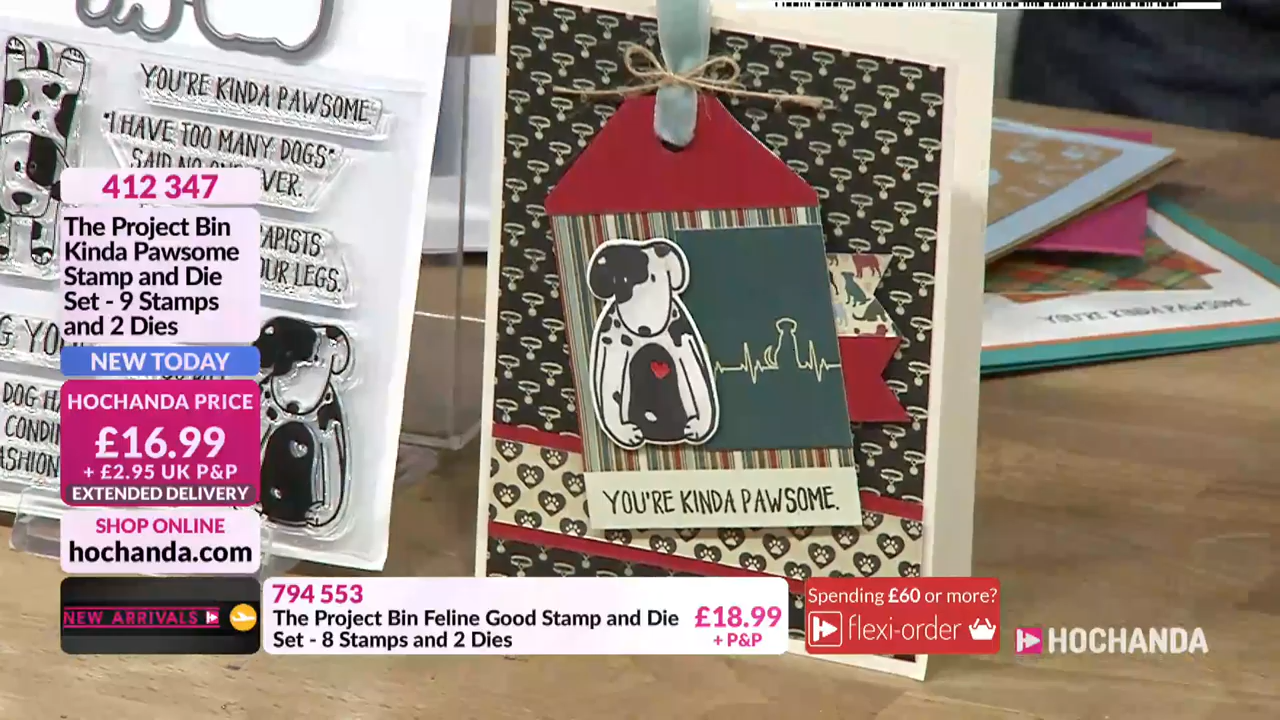 YOU'RE KINDA PAWSOME.
"I HAVE TOO MANY DOGS"
SAID NO ONE EVER.
APISTS
UR LEGS.
DOG
412 347
The Project Bin
Kinda Pawsome
Stamp and Die
Set - 9 Stamps
and 2 Dies
NEW TODAY
HOCHANDA PRICE
£16.99
+ £2.95 UK P&P
EXTENDED DELIVERY
SHOP ONLINE
hochanda.com
YOU'RE KINDA PAWSOME.
YOU'RE KINDA PAWSOME
NEW ARRIVALS
794 553
The Project Bin Feline Good Stamp and Die
Set - 8 Stamps and 2 Dies
£18.99
+ P&P
Spending £60 or more?
flexi-order
HOCHANDA